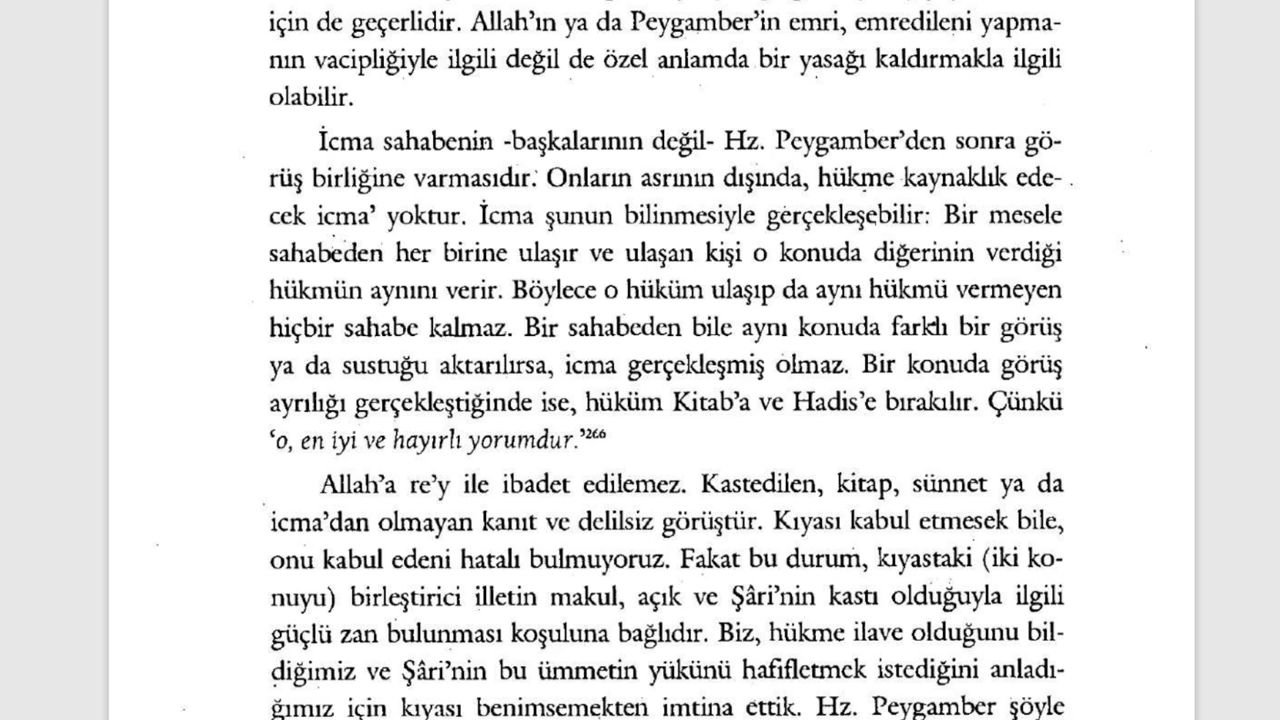 için de geçerlidir. Allah’ın ya da Peygamber’in emri, emredileni yapma-
nın vacipliğiyle ilgili değil de özel anlamda bir yasağı kaldırmakla ilgili
olabilir.
İcma sahabenin -başkalarının değil- Hz. Peygamber’den sonra gö-
rüş birliğine varmasıdır. Onların asrının dışında, hükme kaynaklık ede-
cek icma’ yoktur. İcma şunun bilinmesiyle gerçekleşebilir: Bir mesele
sahabeden her birine ulaşır ve ulaşan kişi o konuda diğerinin verdiği
hükmün aynını verir. Böylece o hüküm ulaşıp da aynı hükmü vermeyen
hiçbir sahabe kalmaz. Bir sahabeden bile aynı konuda farklı bir görüş
ya da sustuğu aktarılırsa, icma gerçekleşmiş olmaz. Bir konuda görüş
ayrılığı gerçekleştiğinde ise, hüküm Kitab’a ve Hadis’e bırakılır. Çünkü
‘o, en iyi ve hayırlı yorumdur.’²⁶⁶
Allah’a re’y ile ibadet edilemez. Kastedilen, kitap, sünnet ya da
icma’dan olmayan kanıt ve delilsiz görüştür. Kıyası kabul etmesek bile,
onu kabul edeni hatalı bulmuyoruz. Fakat bu durum, kıyastaki (iki ko-
nuyu) birleştirici illetin makul, açık ve Şâri’nin kastı olduğuyla ilgili
güçlü zan bulunması koşuluna bağlıdır. Biz, hükme ilave olduğunu bil-
diğimiz ve Şâri’nin bu ümmetin yükünü hafifletmek istediğini anladı-
ğımız için kıyası benimsemekten imtina ettik. Hz. Peygamber şöyle